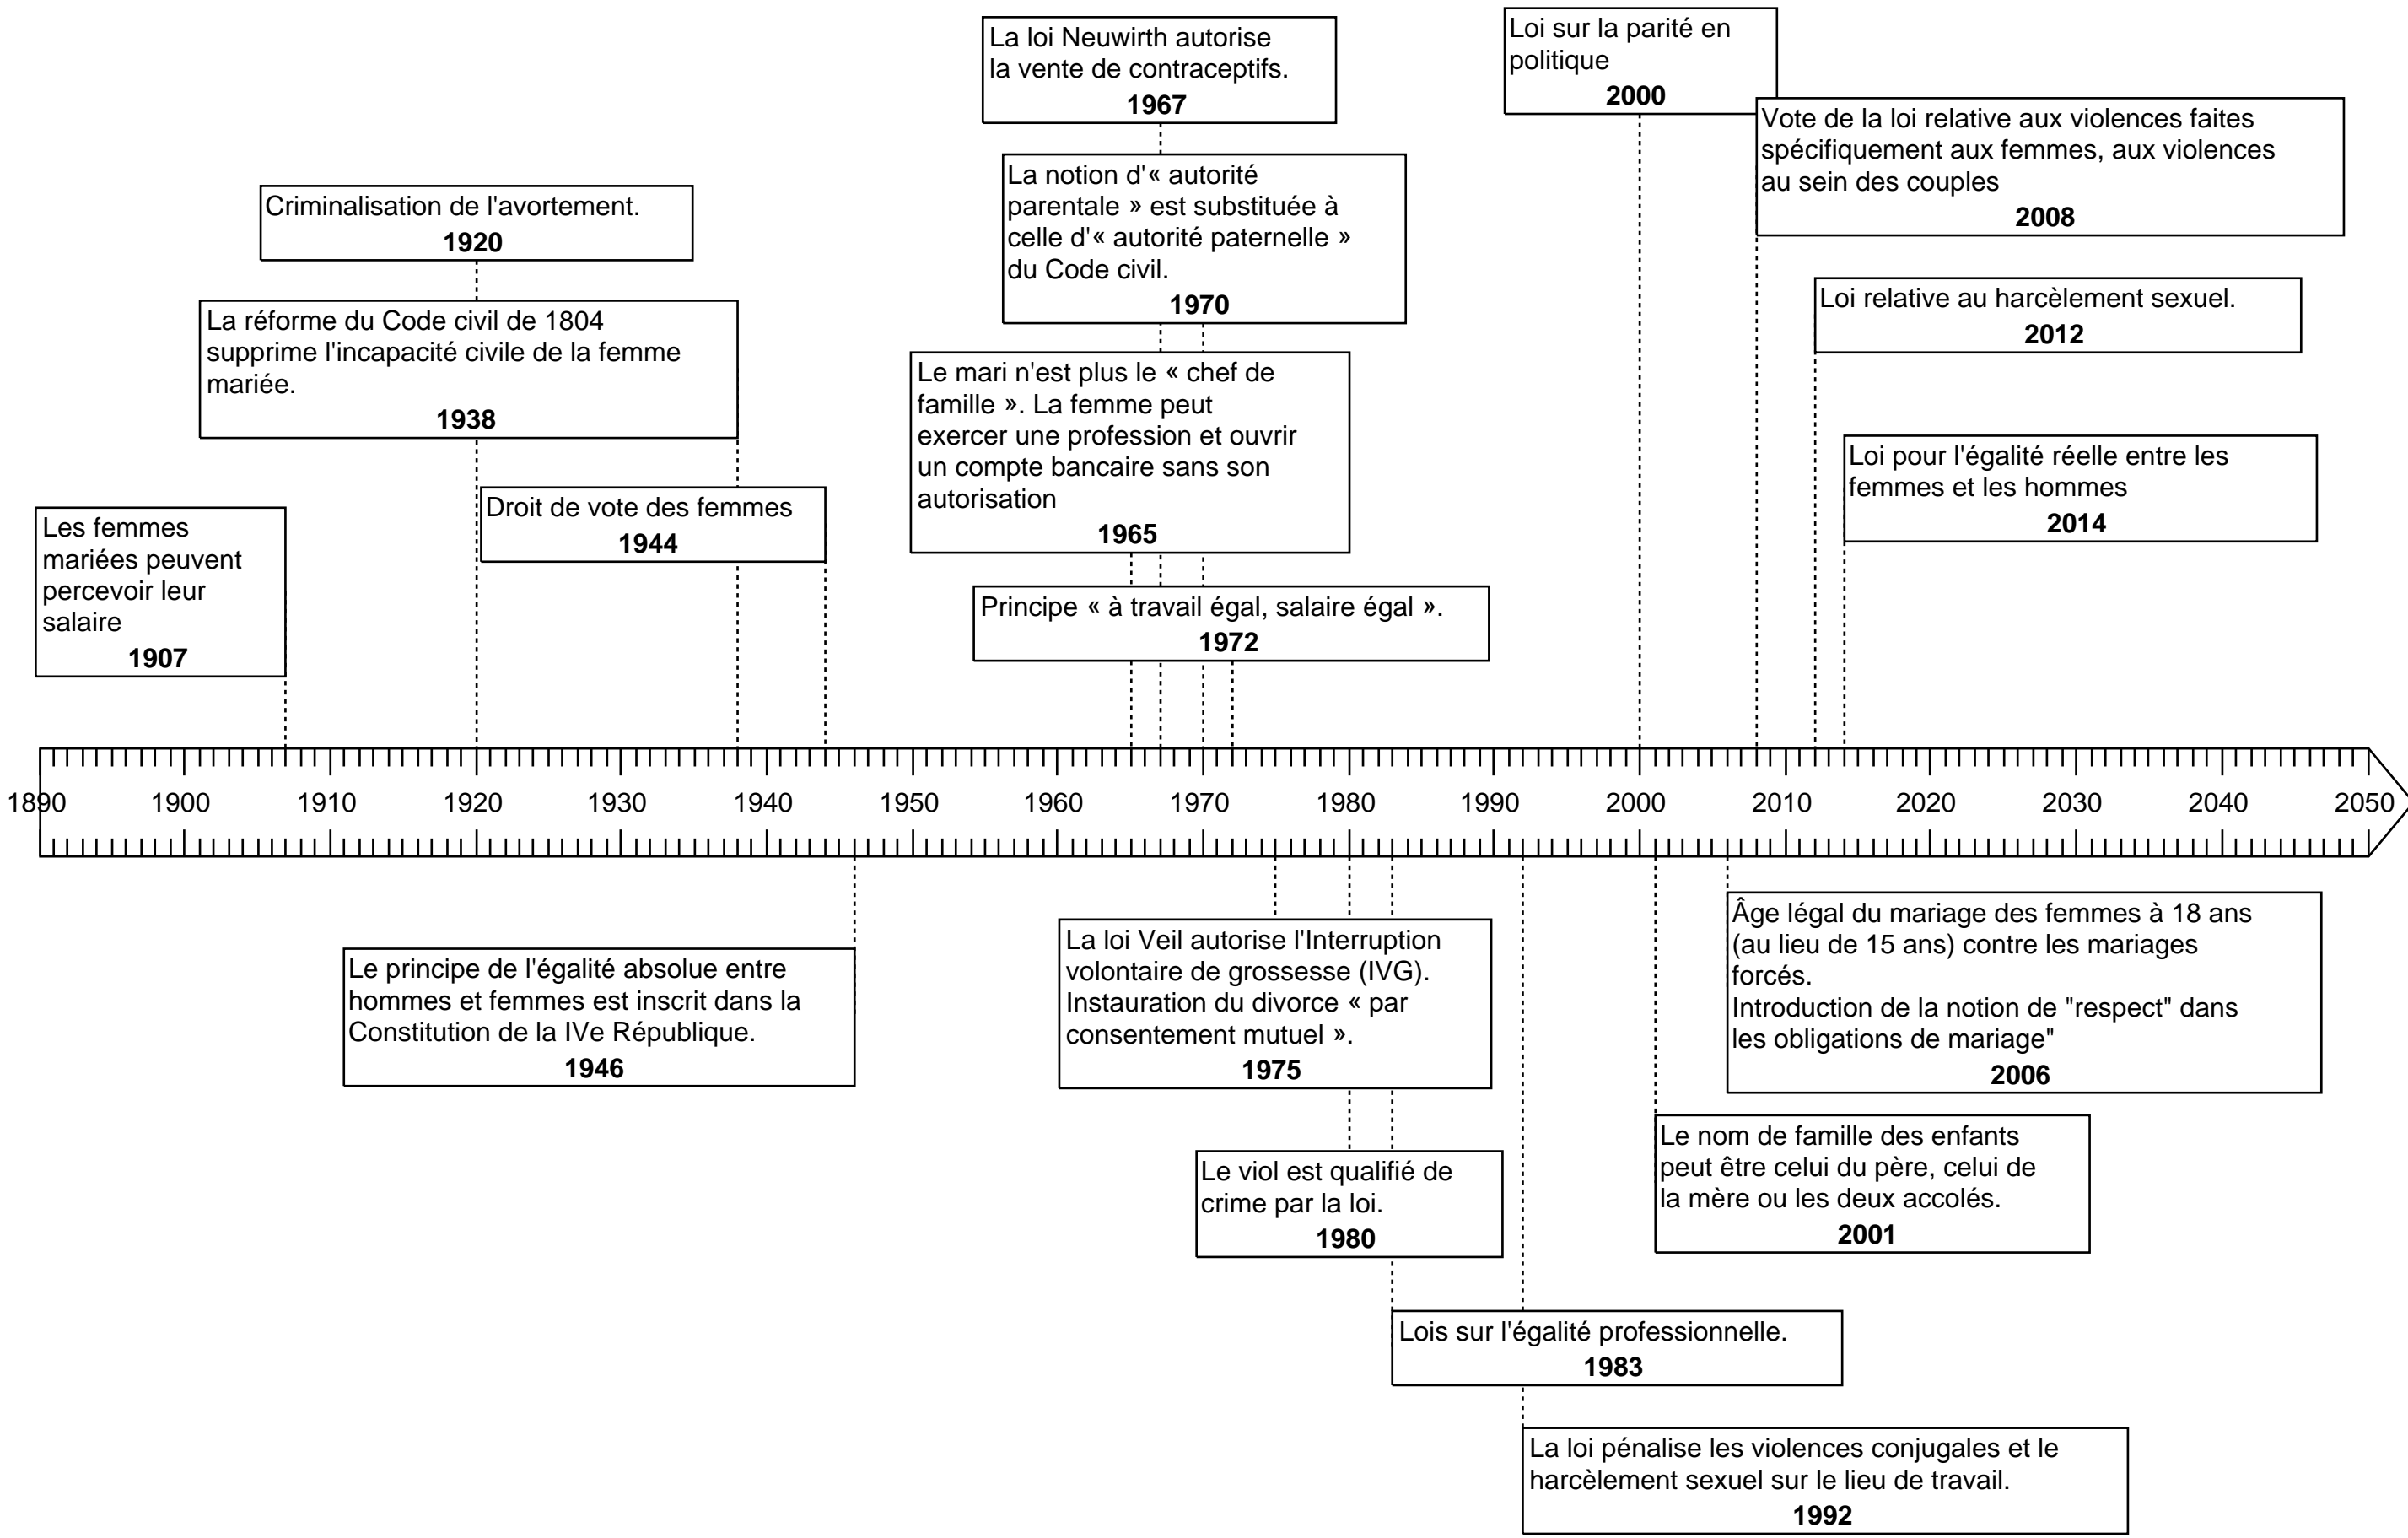 La loi Neuwirth autorise
la vente de contraceptifs.
1967
Loi sur la parité en
politique
2000
Vote de la loi relative aux violences faites
spécifiquement aux femmes, aux violences
au sein des couples
2008
Criminalisation de l'avortement.
1920
La notion d'« autorité
parentale » est substituée à
celle d'« autorité paternelle »
du Code civil.
1970
Loi relative au harcèlement sexuel.
2012
La réforme du Code civil de 1804
supprime l'incapacité civile de la femme
mariée.
1938
Le mari n'est plus le « chef de
famille ». La femme peut
exercer une profession et ouvrir
un compte bancaire sans son
autorisation
1965
Loi pour l'égalité réelle entre les
femmes et les hommes
2014
Droit de vote des femmes
1944
Les femmes
mariées peuvent
percevoir leur
salaire
1907
Principe « à travail égal, salaire égal ».
1972
1890 1900 1910 1920 1930 1940 1950 1960 1970 1980 1990 2000 2010 2020 2030 2040 2050
Le principe de l'égalité absolue entre
hommes et femmes est inscrit dans la
Constitution de la IVe République.
1946
La loi Veil autorise l'Interruption
volontaire de grossesse (IVG).
Instauration du divorce « par
consentement mutuel ».
1975
Âge légal du mariage des femmes à 18 ans
(au lieu de 15 ans) contre les mariages
forcés.
Introduction de la notion de "respect" dans
les obligations de mariage"
2006
Le nom de famille des enfants
peut être celui du père, celui de
la mère ou les deux accolés.
2001
Le viol est qualifié de
crime par la loi.
1980
Lois sur l'égalité professionnelle.
1983
La loi pénalise les violences conjugales et le
harcèlement sexuel sur le lieu de travail.
1992